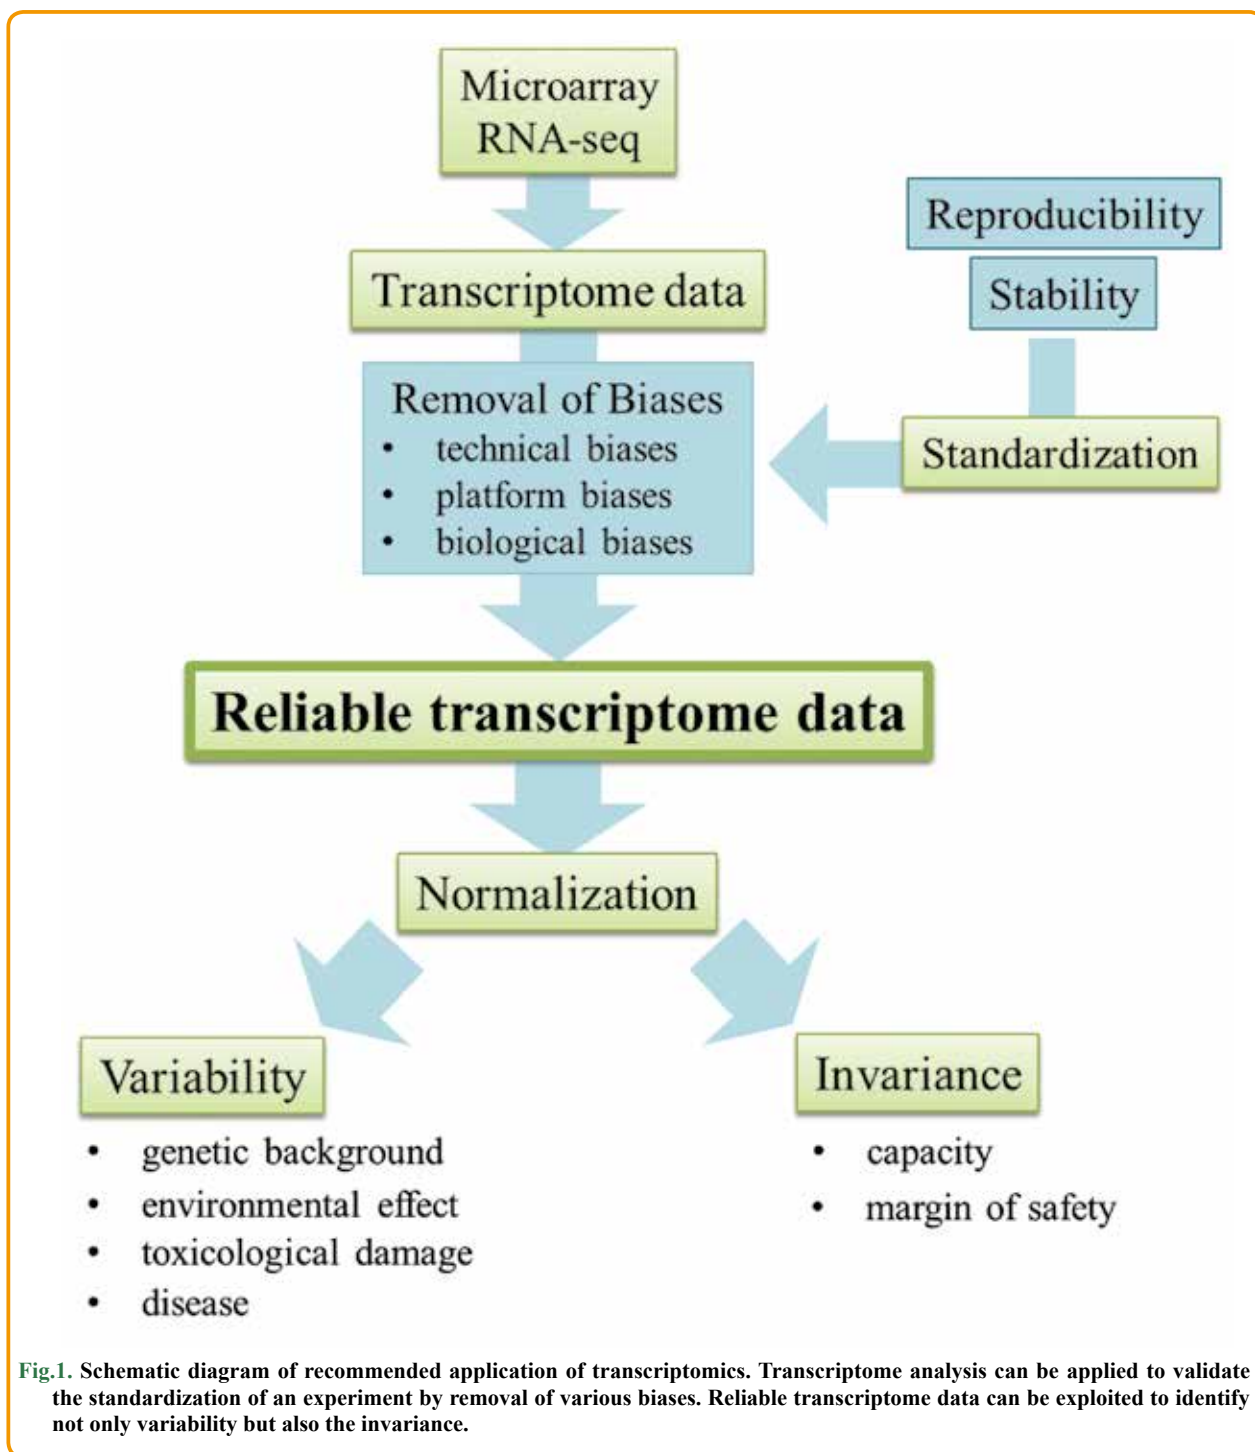 Microarray
RNA-seq
Transcriptome data
Reproducibility
Stability
Standardization
Removal of Biases
• technical biases
• platform biases
• biological biases
Reliable transcriptome data
Normalization
Variability
• genetic background
• environmental effect
• toxicological damage
• disease
Invariance
• capacity
• margin of safety
Fig.1. Schematic diagram of recommended application of transcriptomics. Transcriptome analysis can be applied to validate
the standardization of an experiment by removal of various biases. Reliable transcriptome data can be exploited to identify
not only variability but also the invariance.